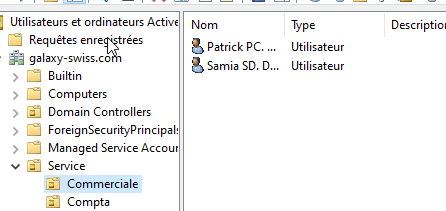 Utilisateurs et ordinateurs Active
Requêtes enregistrées
galaxy-swiss.com
Builtin
Computers
Domain Controllers
ForeignSecurityPrincipals
Managed Service Accour
Service
Commerciale
Compta
Nom Type Description
Patrick PC. ... Utilisateur
Samia SD. D... Utilisateur